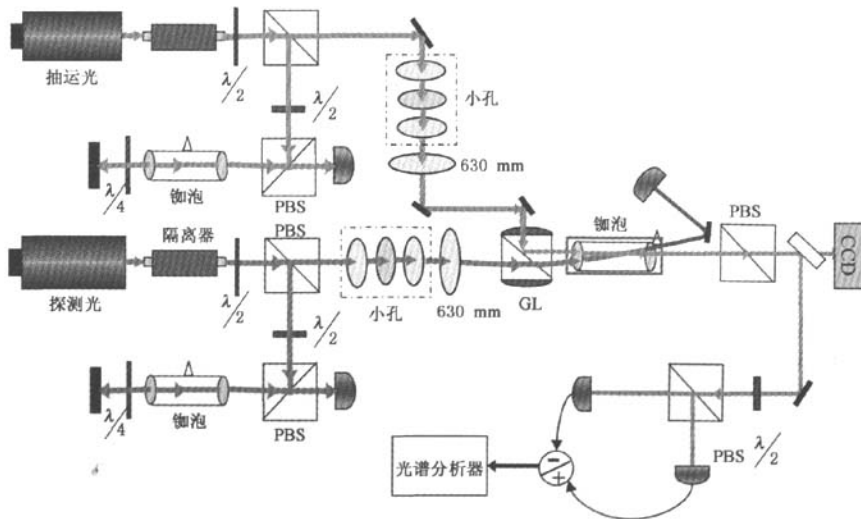 抽运光
λ/2
λ/2
小孔
630 mm
λ/4
铷泡
PBS
铷泡
PBS
隔离器
PBS
CCD
探测光
λ/2
小孔
630 mm
GL
λ/2
λ/4
铷泡
PBS
PBS
λ/2
光谱分析器
−
+